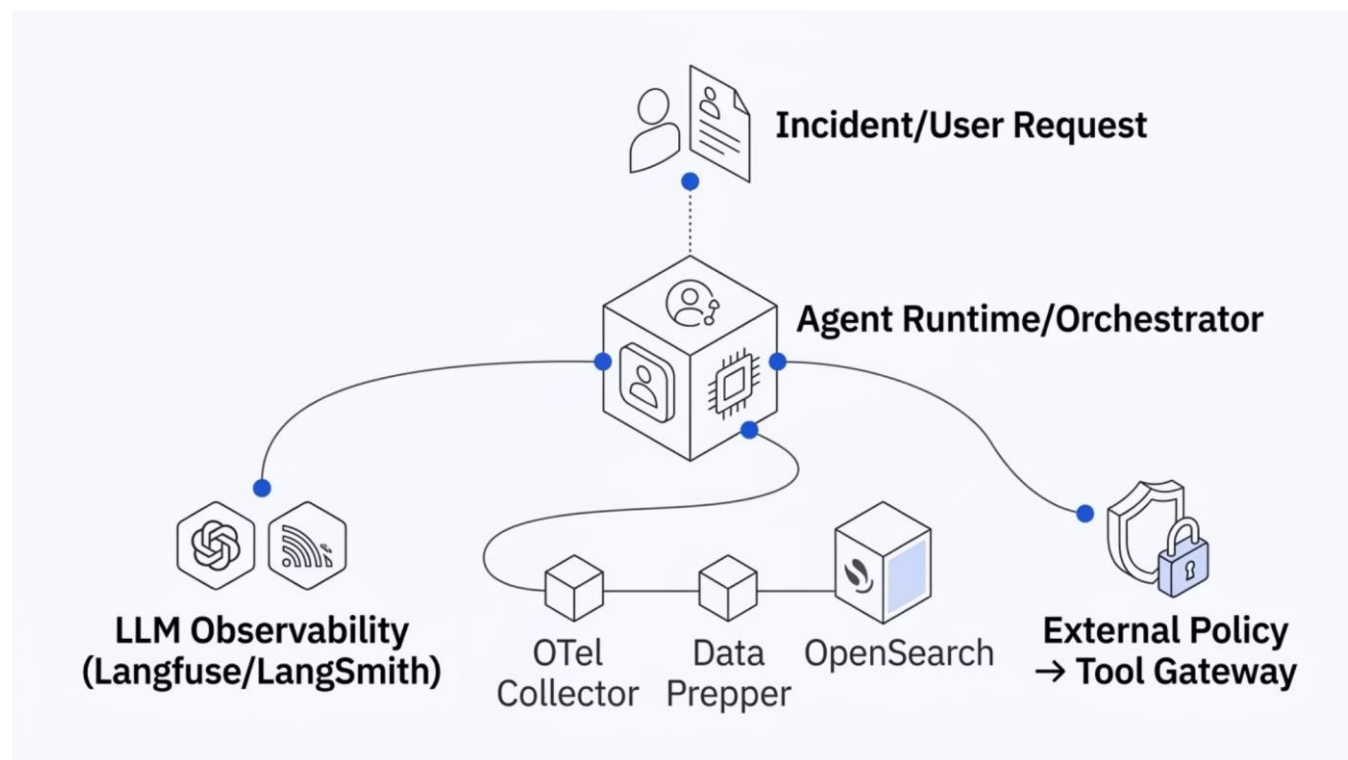 Incident/User Request
Agent Runtime/Orchestrator
LLM Observability
(Langfuse/LangSmith)
OTel
Collector
Data
Prepper
OpenSearch
External Policy
→ Tool Gateway